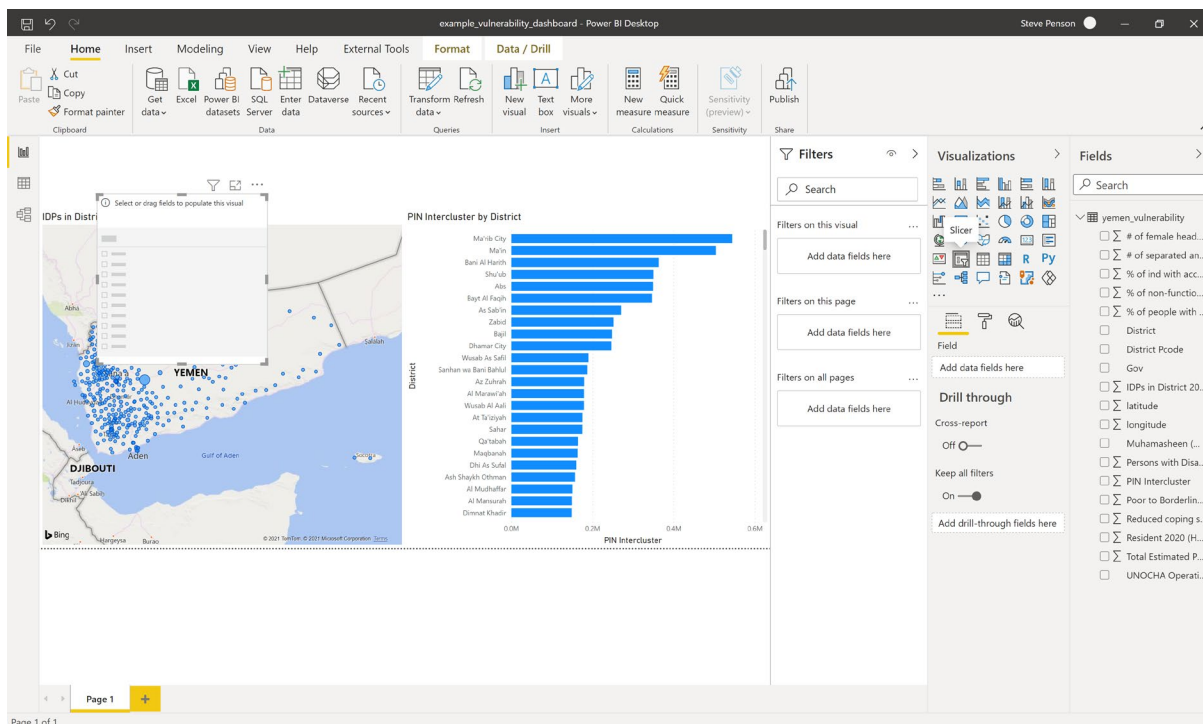 example_vulnerability_dashboard - Power BI Desktop
Steve Penson
File Home Insert Modeling View Help External Tools Format Data / Drill
Paste
Cut
Copy
Format painter
Clipboard
Get data
Excel
Power BI datasets
SQL Server
Enter data
Dataverse
Recent sources
Data
Transform data
Refresh
Queries
New visual
Text box
More visuals
Insert
New measure
Quick measure
Calculations
Sensitivity (preview)
Sensitivity
Publish
Share
Select or drag fields to populate this visual
IDPs in Distri
Abha
YEMEN
Salalah
Aden
Gulf of Aden
Socotra
Aseb
DJIBOUTI
Tadjoura
Dikhil
Ali Sabih
Hargeysa
Burao
Bing
© 2021 TomTom, © 2021 Microsoft Corporation Terms
PIN Intercluster by District
District
Ma'rib City
Ma'in
Bani Al Harith
Shu'ub
Abs
Bayt Al Faqih
As Sab'in
Zabid
Bajil
Dhamar City
Wusab As Safil
Sanhan wa Bani Bahlul
Az Zuhrah
Al Marawi'ah
Wusab Al Aali
At Ta'iziyah
Sahar
Qa'tabah
Maqbanah
Dhi As Sufal
Ash Shaykh Othman
Al Mudhaffar
Al Mansurah
Dimnat Khadir
0.0M 0.2M 0.4M 0.6M
PIN Intercluster
Filters
Search
Filters on this visual ...
Add data fields here
Filters on this page ...
Add data fields here
Filters on all pages ...
Add data fields here
Visualizations
Slicer
R Py
...
Field
Add data fields here
Drill through
Cross-report
Off
Keep all filters
On
Add drill-through fields here
Fields
Search
yemen_vulnerability
# of female head...
# of separated an...
% of ind with acc...
% of non-functio...
% of people with ...
District
District Pcode
Gov
IDPs in District 20...
latitude
longitude
Muhamasheen (...
Persons with Disa...
PIN Intercluster
Poor to Borderlin...
Reduced coping s...
Resident 2020 (H...
Total Estimated P...
UNOCHA Operati...
Page 1
Page 1 of 1